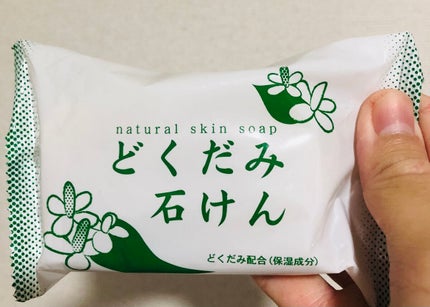 natural skin soap
どくだみ
石けん
どくだみ配合(保湿成分)